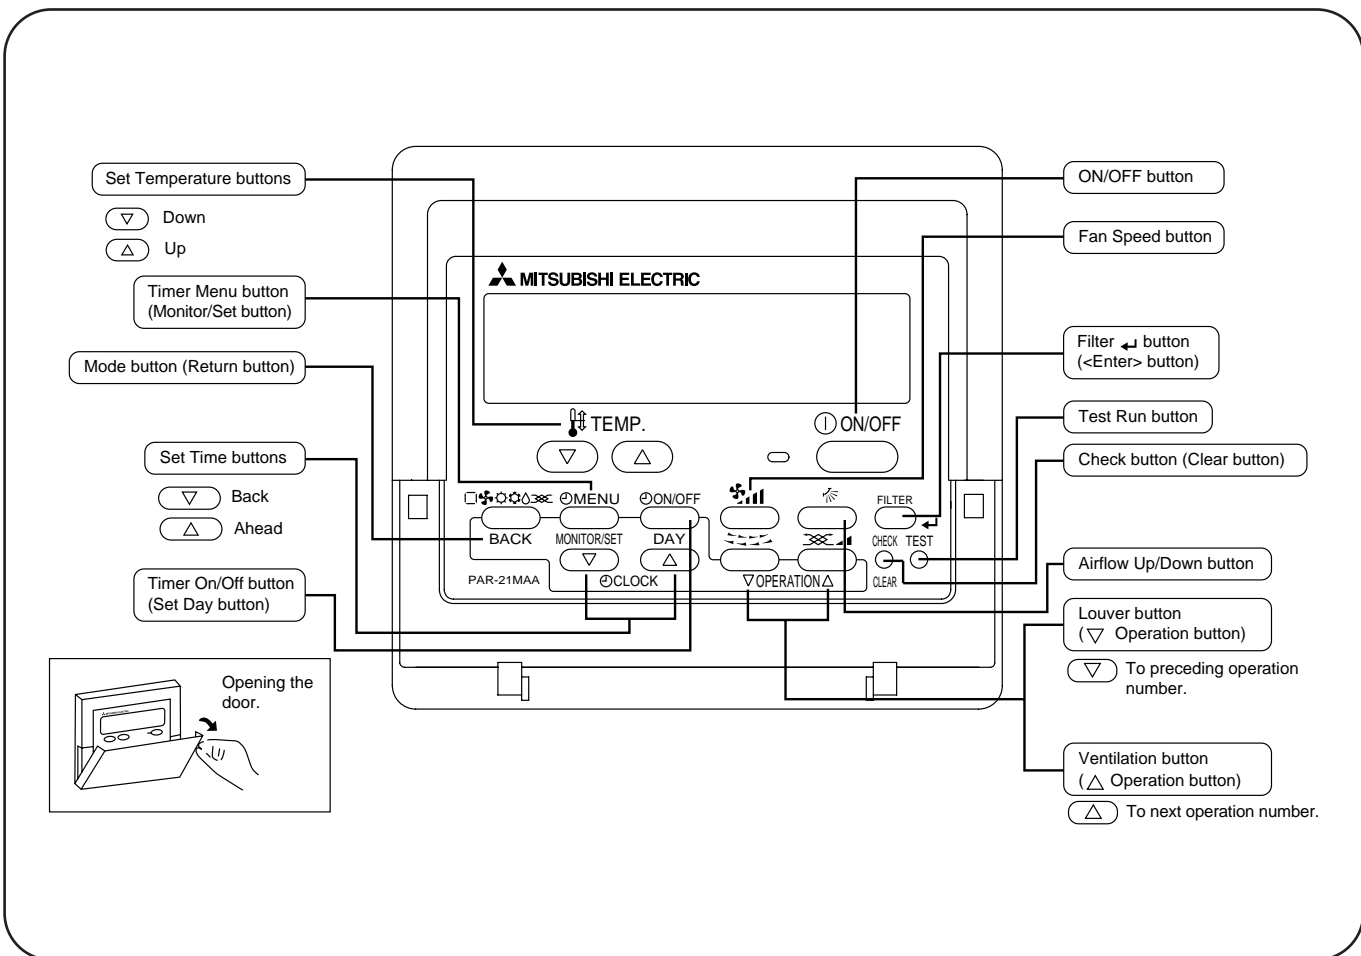 Set Temperature buttons
Down
Up
Timer Menu button
(Monitor/Set button)
Mode button (Return button)
Set Time buttons
Back
Ahead
Timer On/Off button
(Set Day button)
Opening the
door.
MITSUBISHI ELECTRIC
TEMP.
ON/OFF
MENU
ON/OFF
FILTER
BACK
MONITOR/SET
DAY
CHECK
TEST
PAR-21MAA
CLOCK
▽OPERATION△
CLEAR
ON/OFF button
Fan Speed button
Filter ↵ button
(<Enter> button)
Test Run button
Check button (Clear button)
Airflow Up/Down button
Louver button
(▽ Operation button)
To preceding operation
number.
Ventilation button
(△ Operation button)
To next operation number.